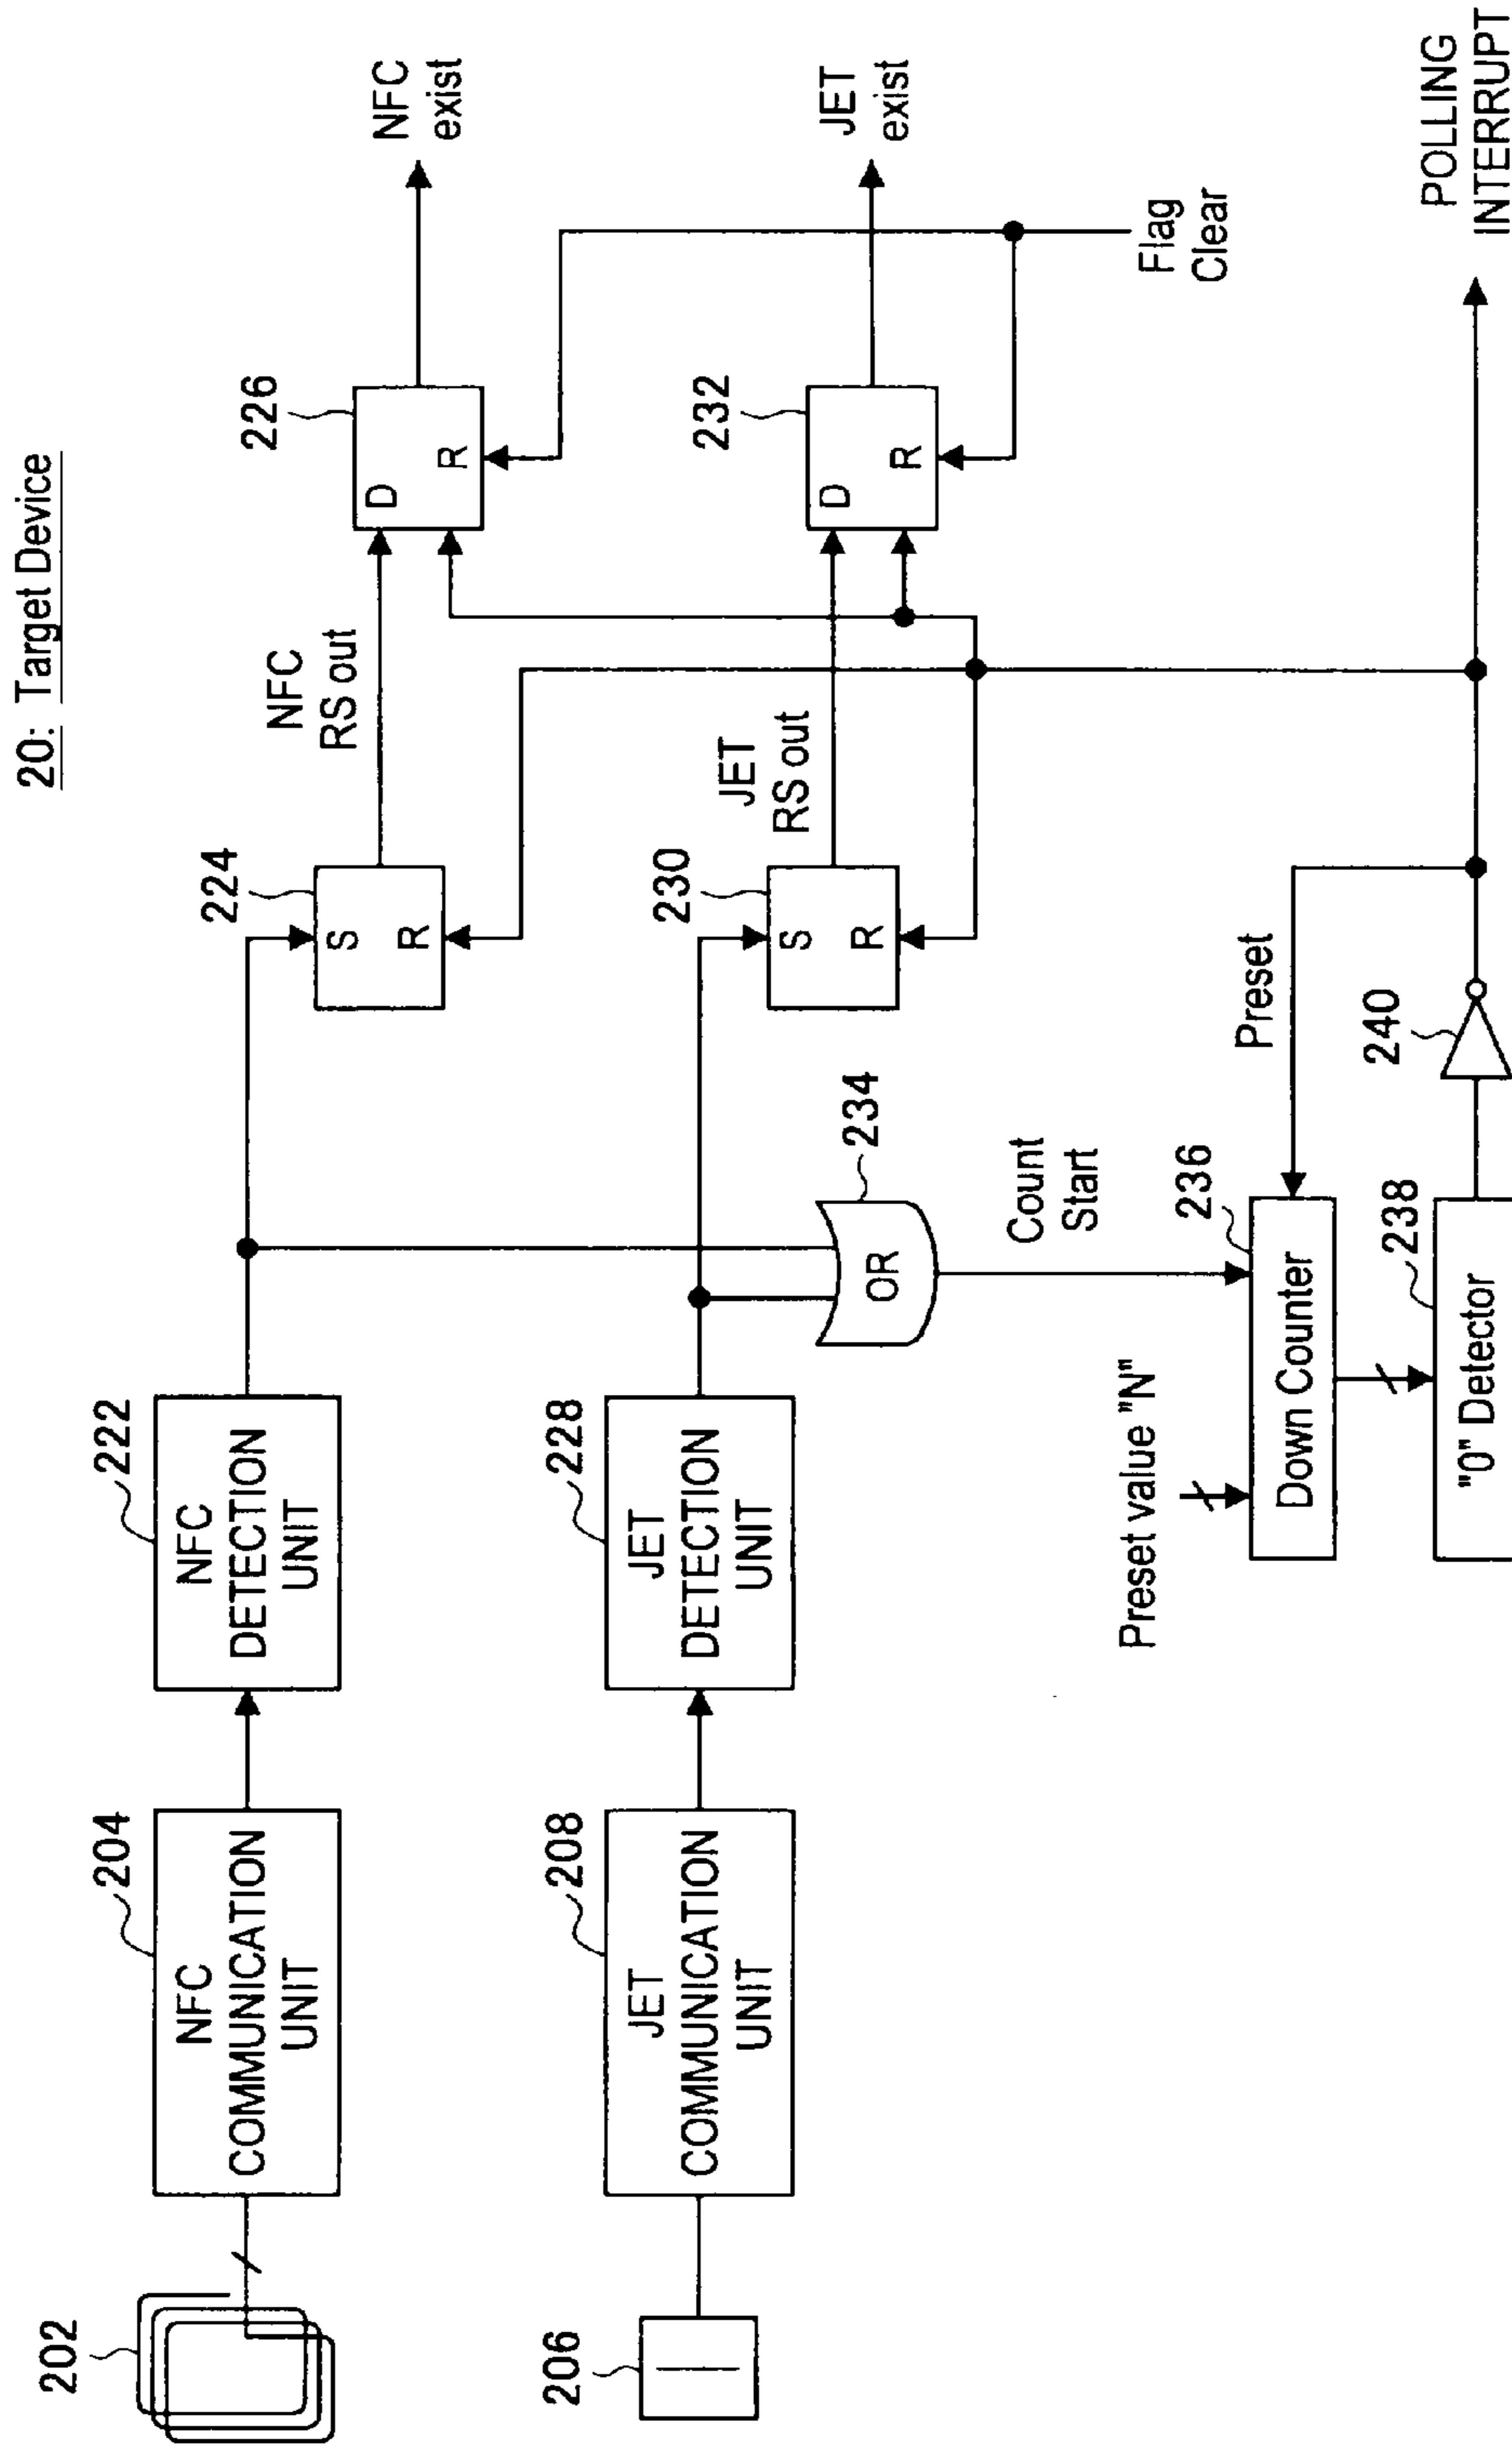 20: Target Device
202
204
NFC
COMMUNICATION
UNIT
222
NFC
DETECTION
UNIT
224
S
R
NFC
RS out
226
D
R
NFC
exist
206
208
JET
COMMUNICATION
UNIT
228
JET
DETECTION
UNIT
230
S
R
JET
RS out
232
D
R
JET
exist
234
OR
Flag
Clear
Count
Start
Preset value "N"
236
Down Counter
Preset
238
"0" Detector
240
POLLING
INTERRUPT